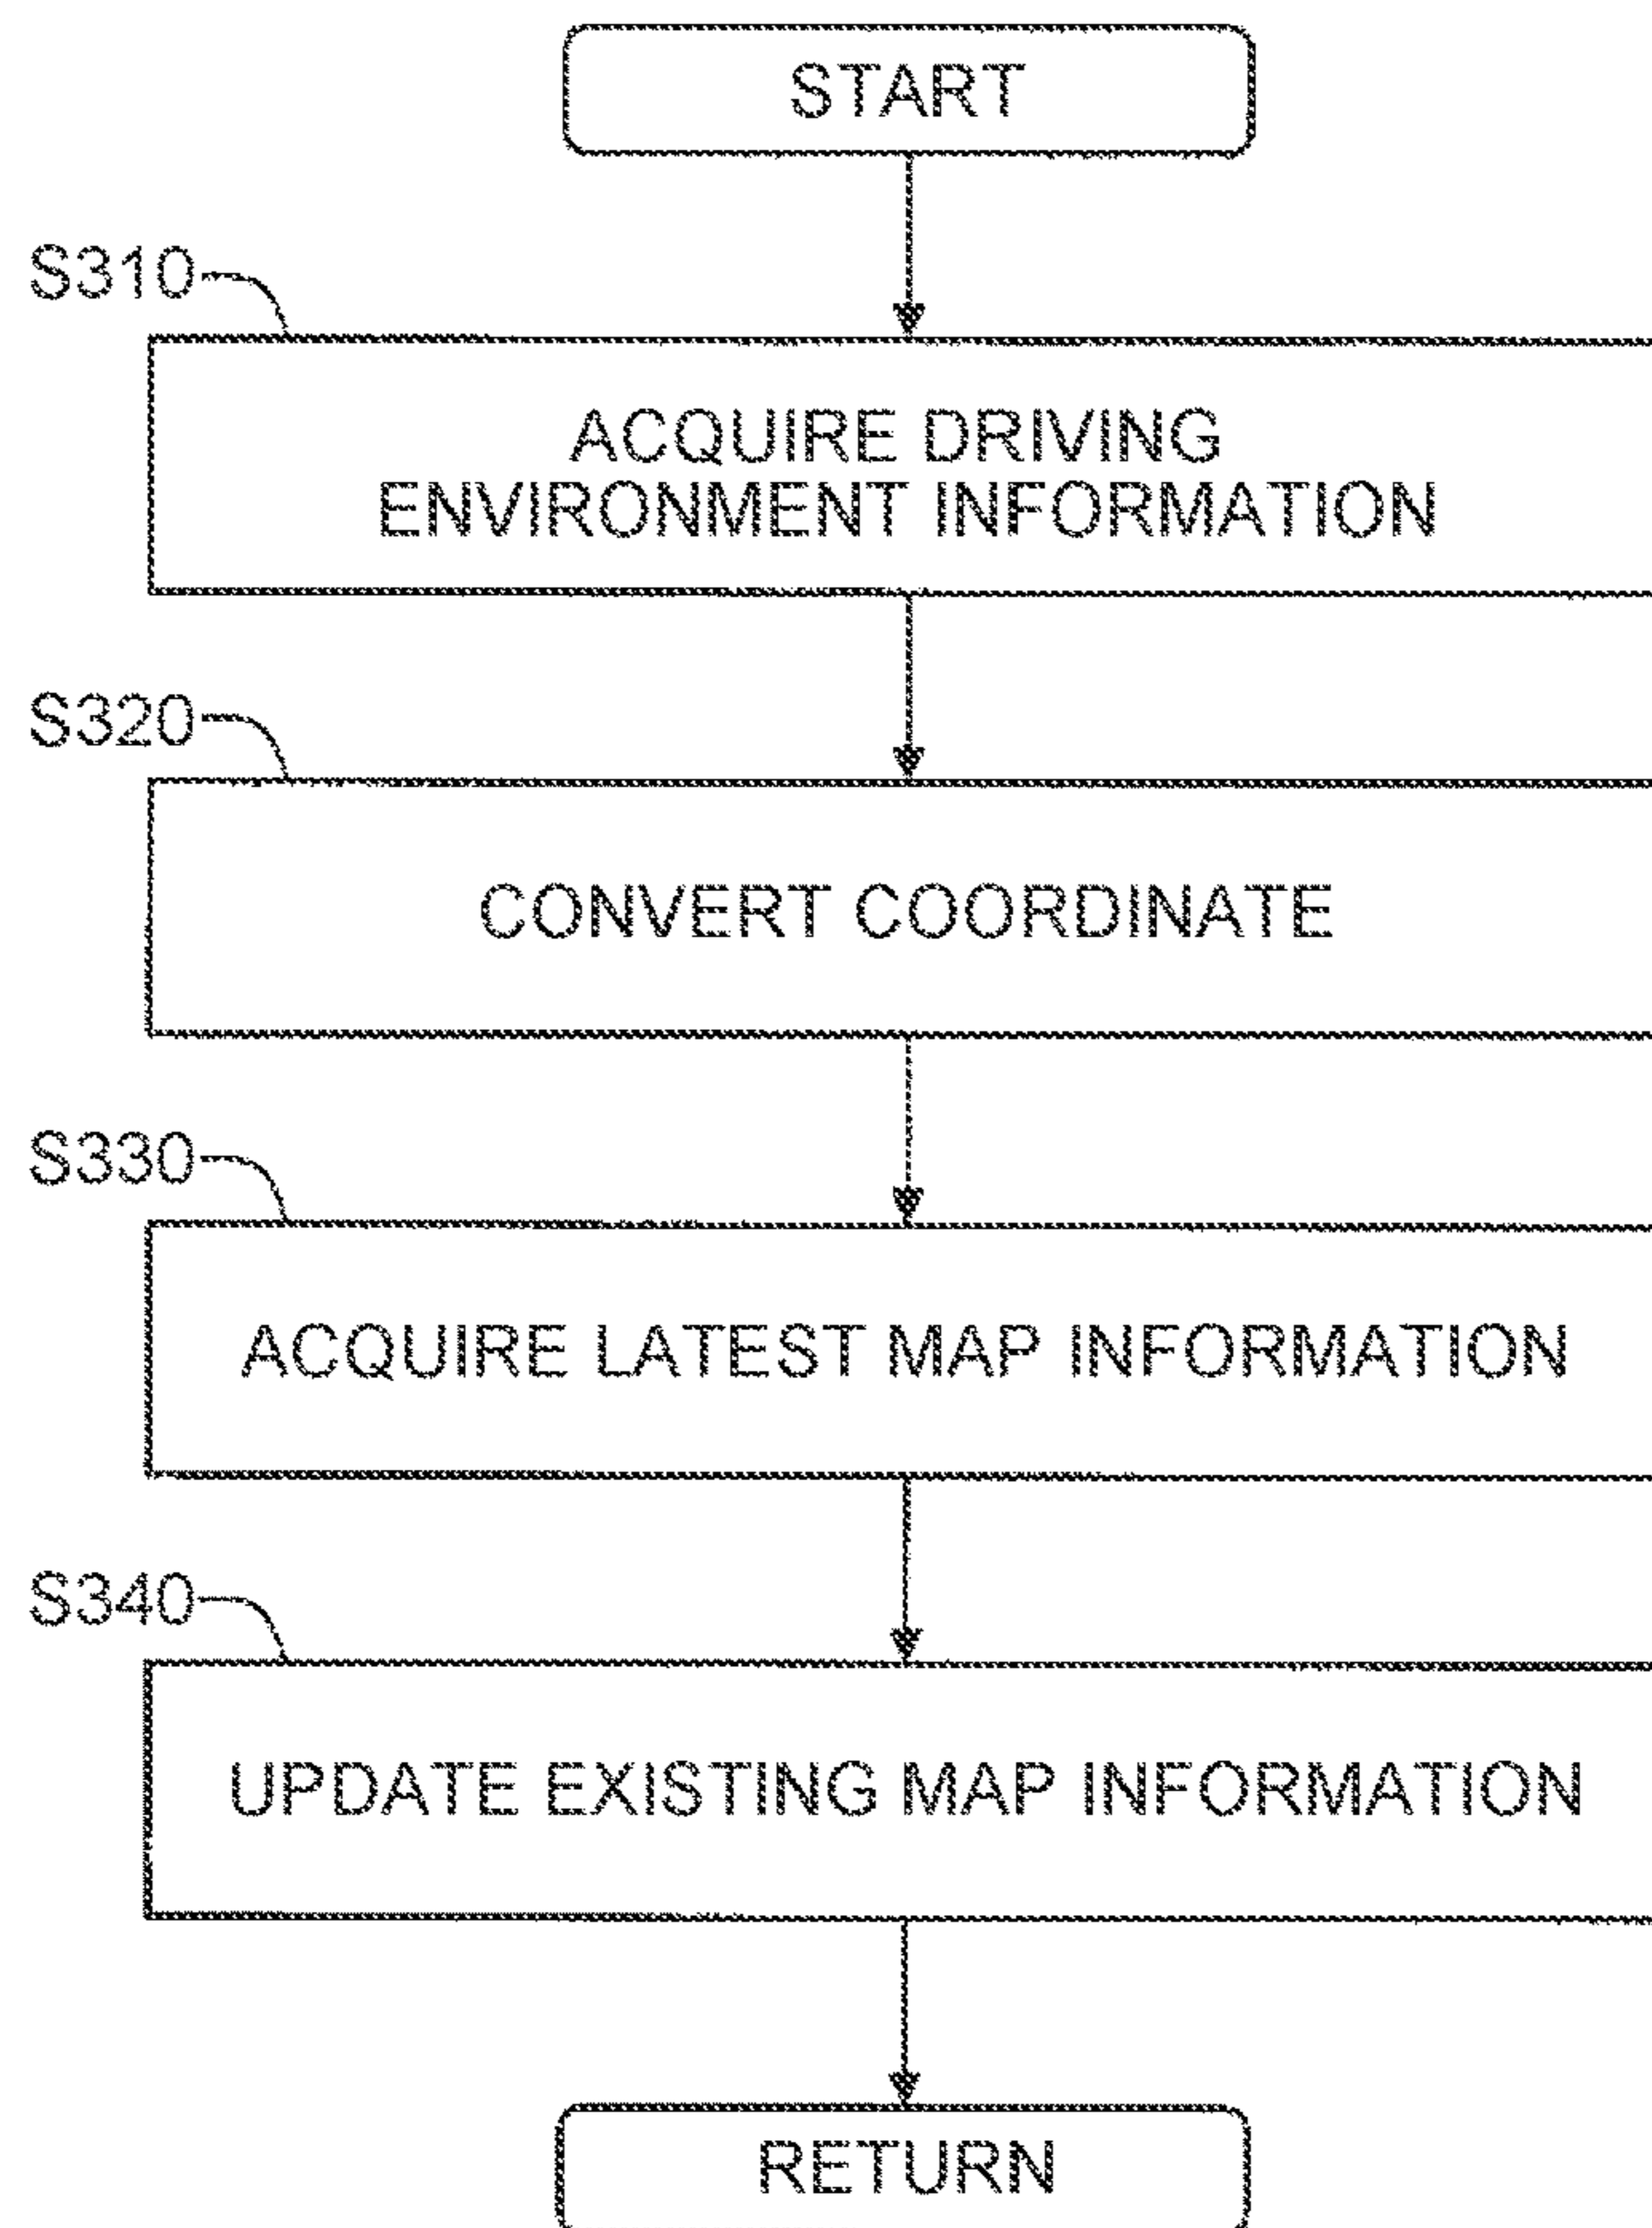 START
S310
ACQUIRE DRIVING
ENVIRONMENT INFORMATION
S320
CONVERT COORDINATE
S330
ACQUIRE LATEST MAP INFORMATION
S340
UPDATE EXISTING MAP INFORMATION
RETURN